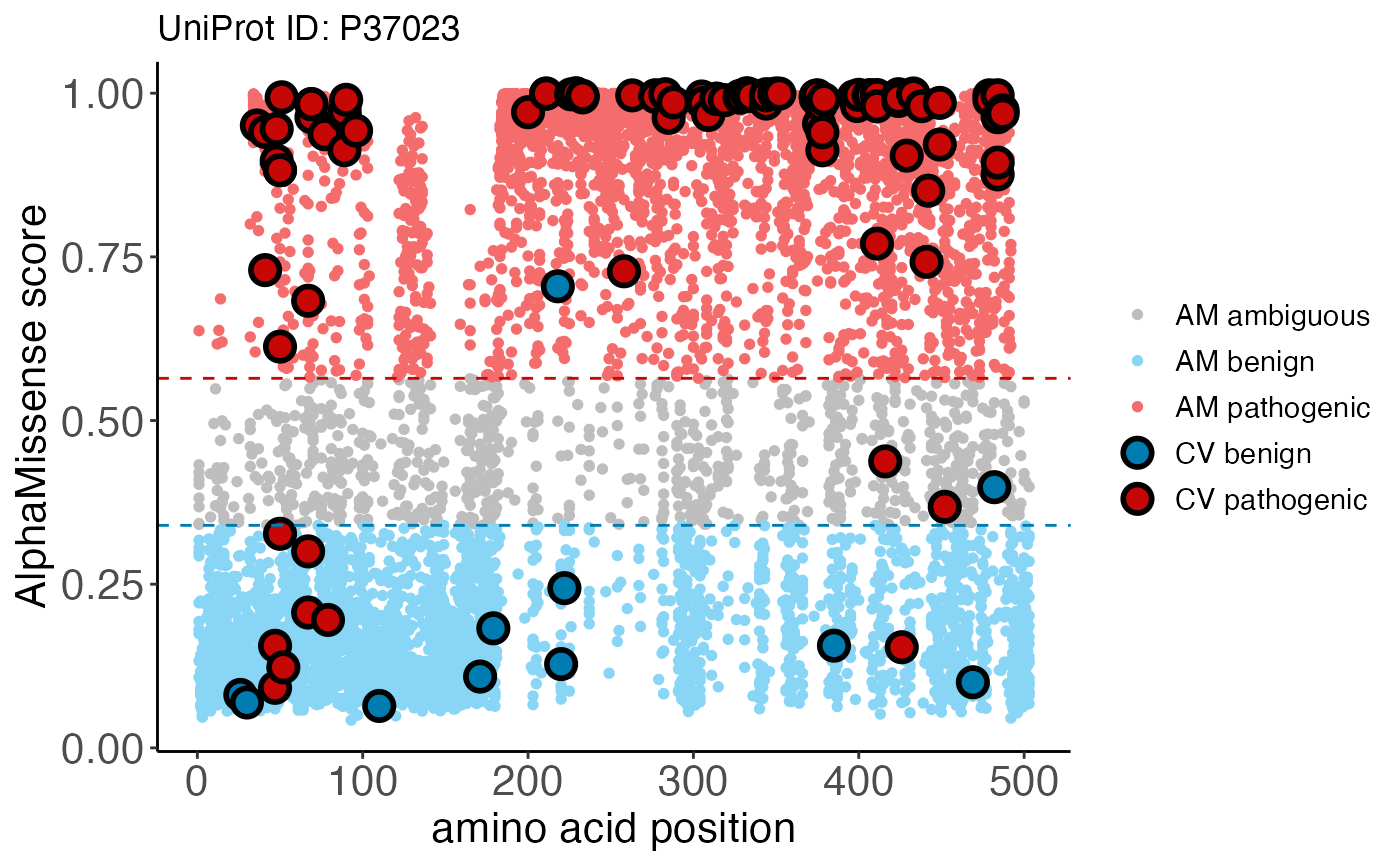 UniProt ID: P37023
AlphaMissense score
1.00
0.75
0.50
0.25
0.00
0 100 200 300 400 500
amino acid position
AM ambiguous
AM benign
AM pathogenic
CV benign
CV pathogenic